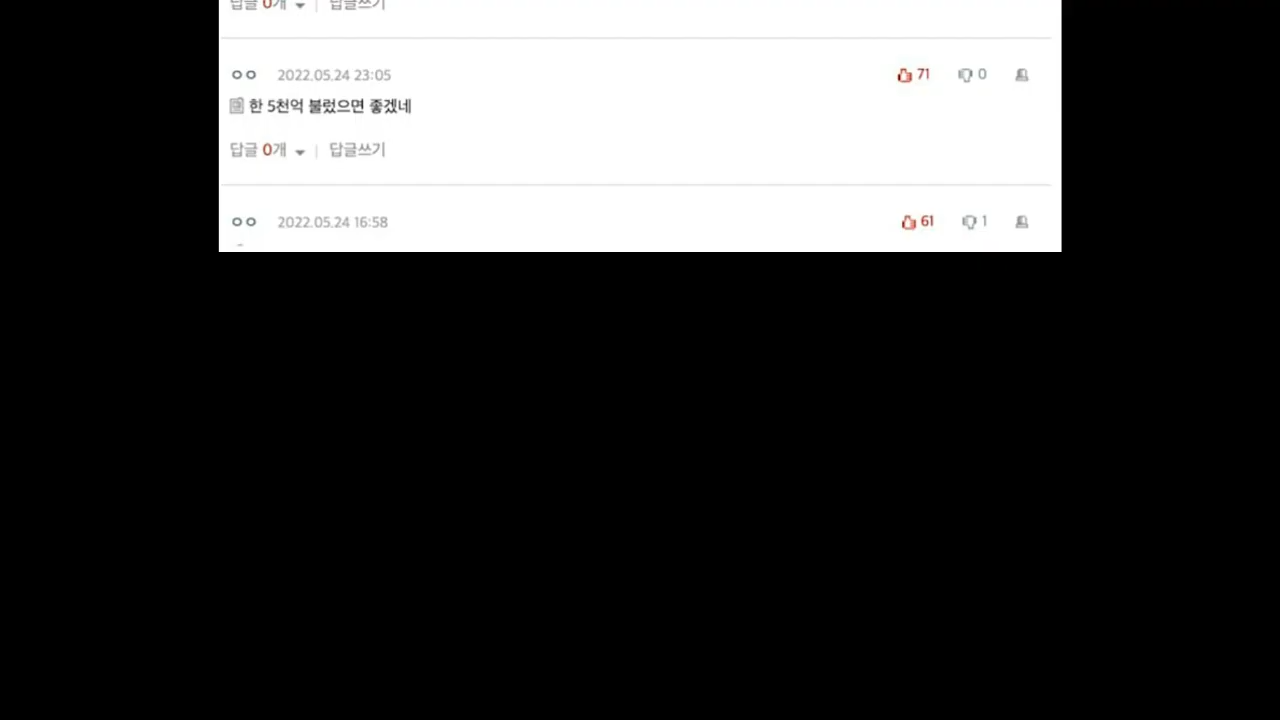 답글 0개 | 답글쓰기
ㅇㅇ 2022.05.24 23:05 71 0
한 5천억 불렀으면 좋겠네
답글 0개 | 답글쓰기
ㅇㅇ 2022.05.24 16:58 61 1